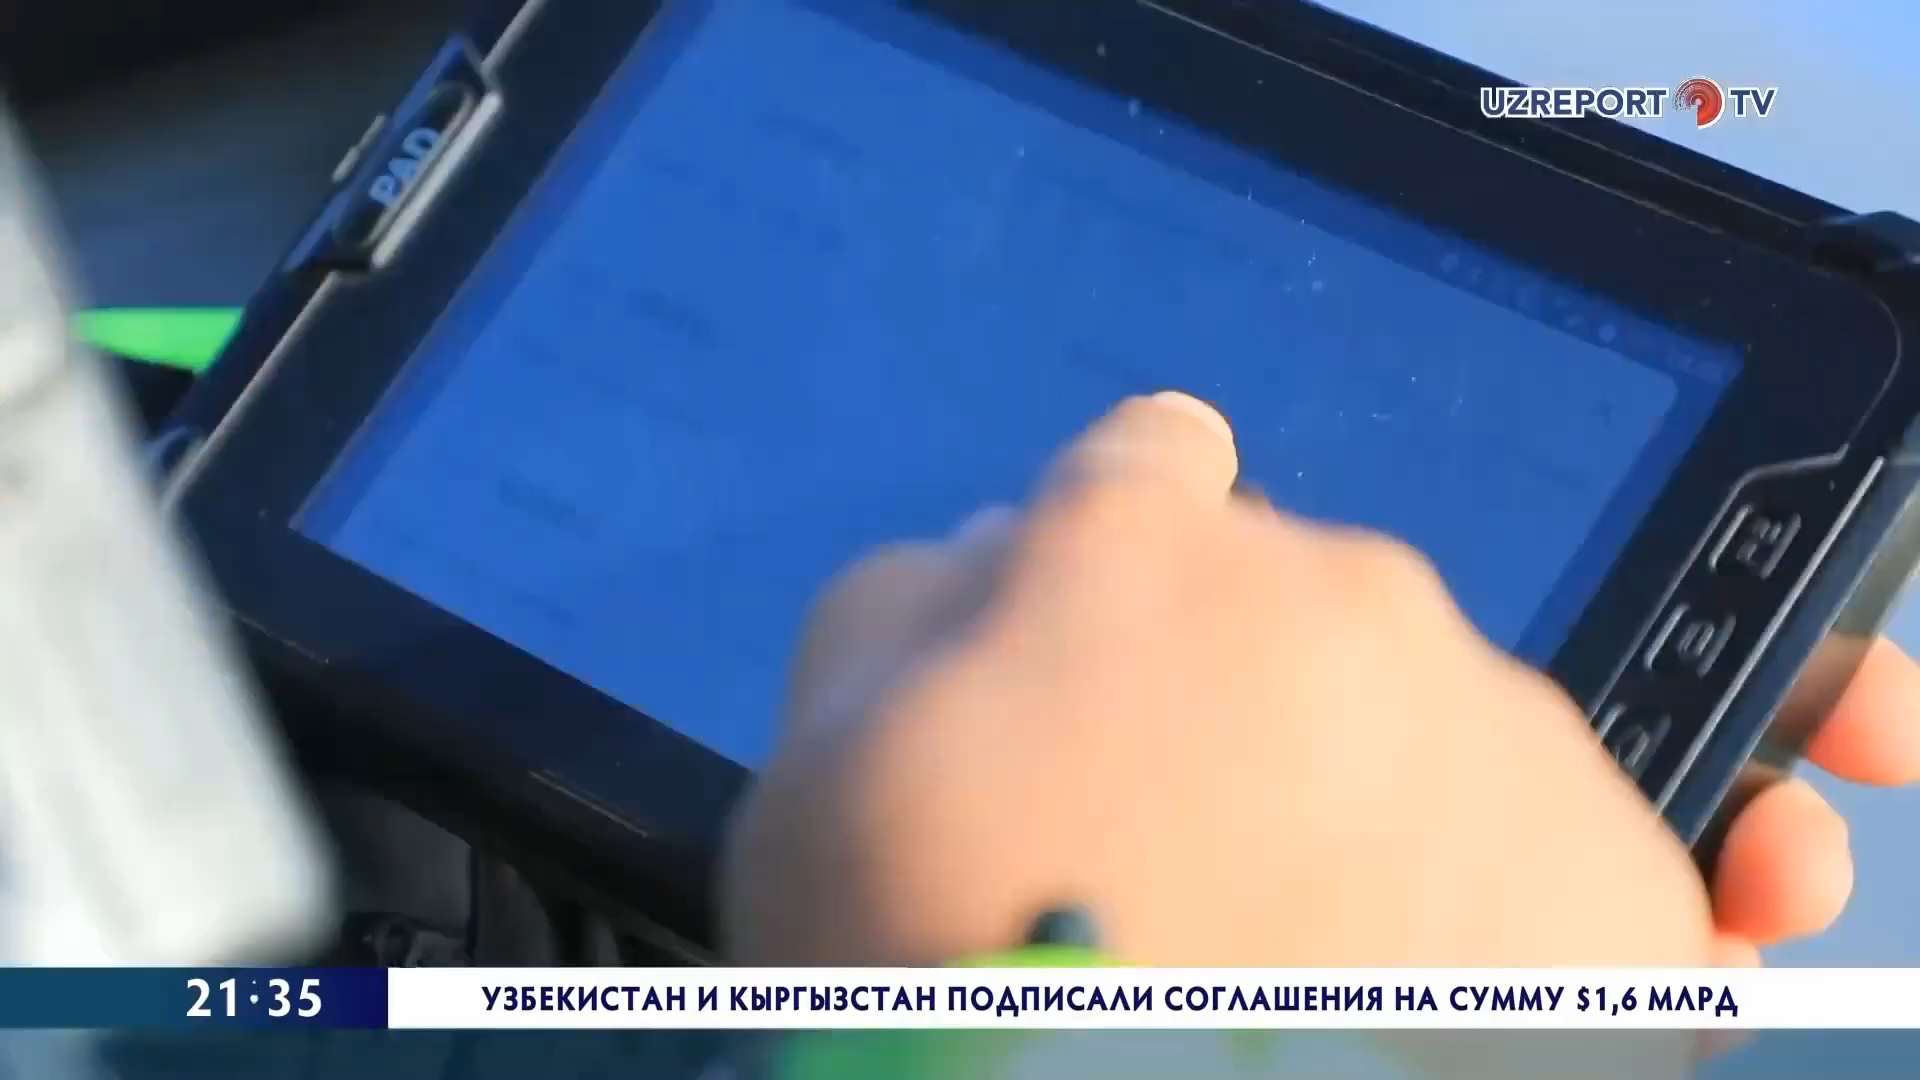 UZREPORT TV
PAD
21:35
УЗБЕКИСТАН И КЫРГЫЗСТАН ПОДПИСАЛИ СОГЛАШЕНИЯ НА СУММУ $1,6 МЛРД